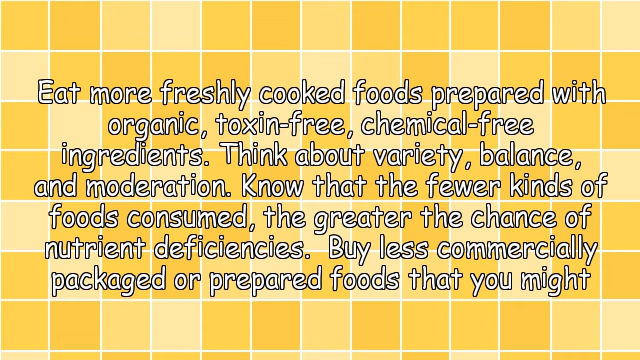 Eat more freshly cooked foods prepared with
organic, toxin-free, chemical-free
ingredients. Think about variety, balance,
and moderation. Know that the fewer kinds of
foods consumed, the greater the chance of
nutrient deficiencies.  Buy less commercially
packaged or prepared foods that you might